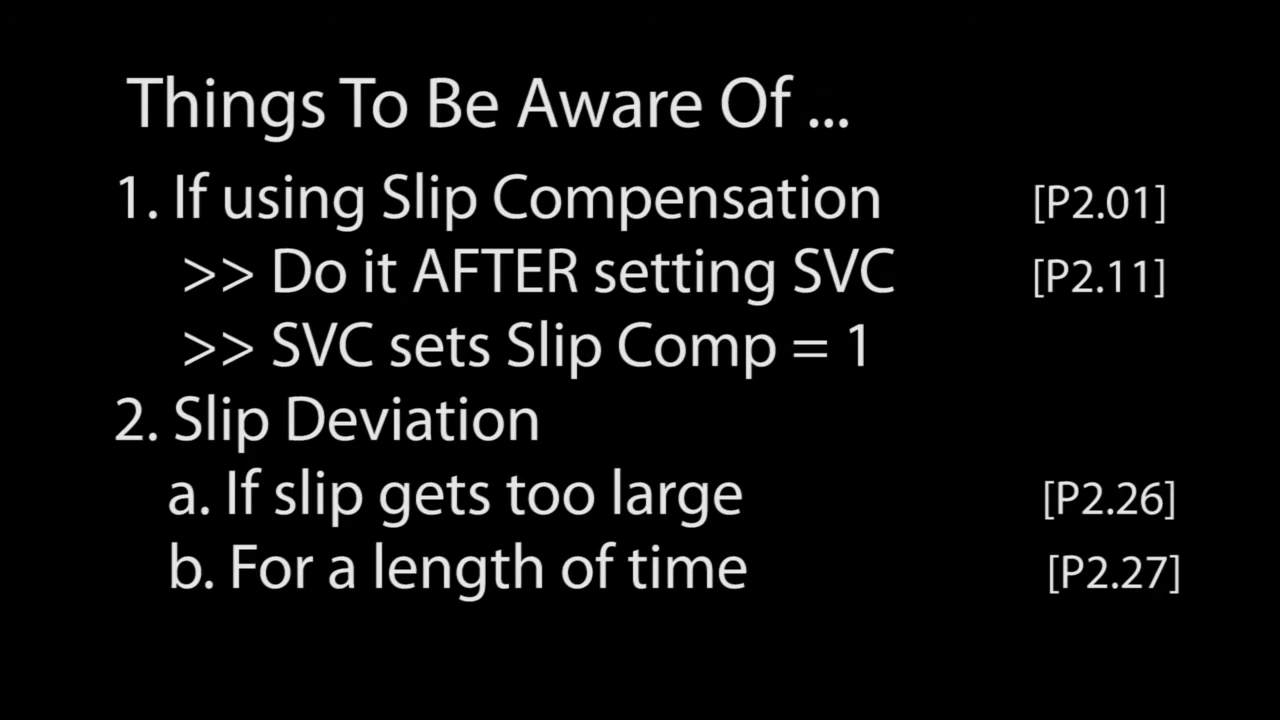 Things To Be Aware Of ...
1. If using Slip Compensation [P2.01]
>> Do it AFTER setting SVC [P2.11]
>> SVC sets Slip Comp = 1
2. Slip Deviation
a. If slip gets too large [P2.26]
b. For a length of time [P2.27]